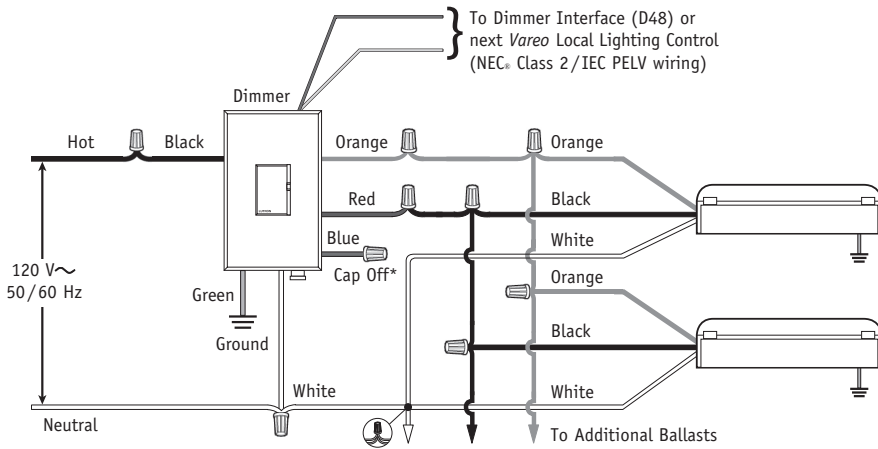 To Dimmer Interface (D48) or
next Vareo Local Lighting Control
(NEC® Class 2/IEC PELV wiring)
Dimmer
Hot
Black
Orange
Orange
Red
Black
Blue
White
Cap Off*
120 V~
50/60 Hz
Green
Orange
Ground
Black
White
White
Neutral
To Additional Ballasts